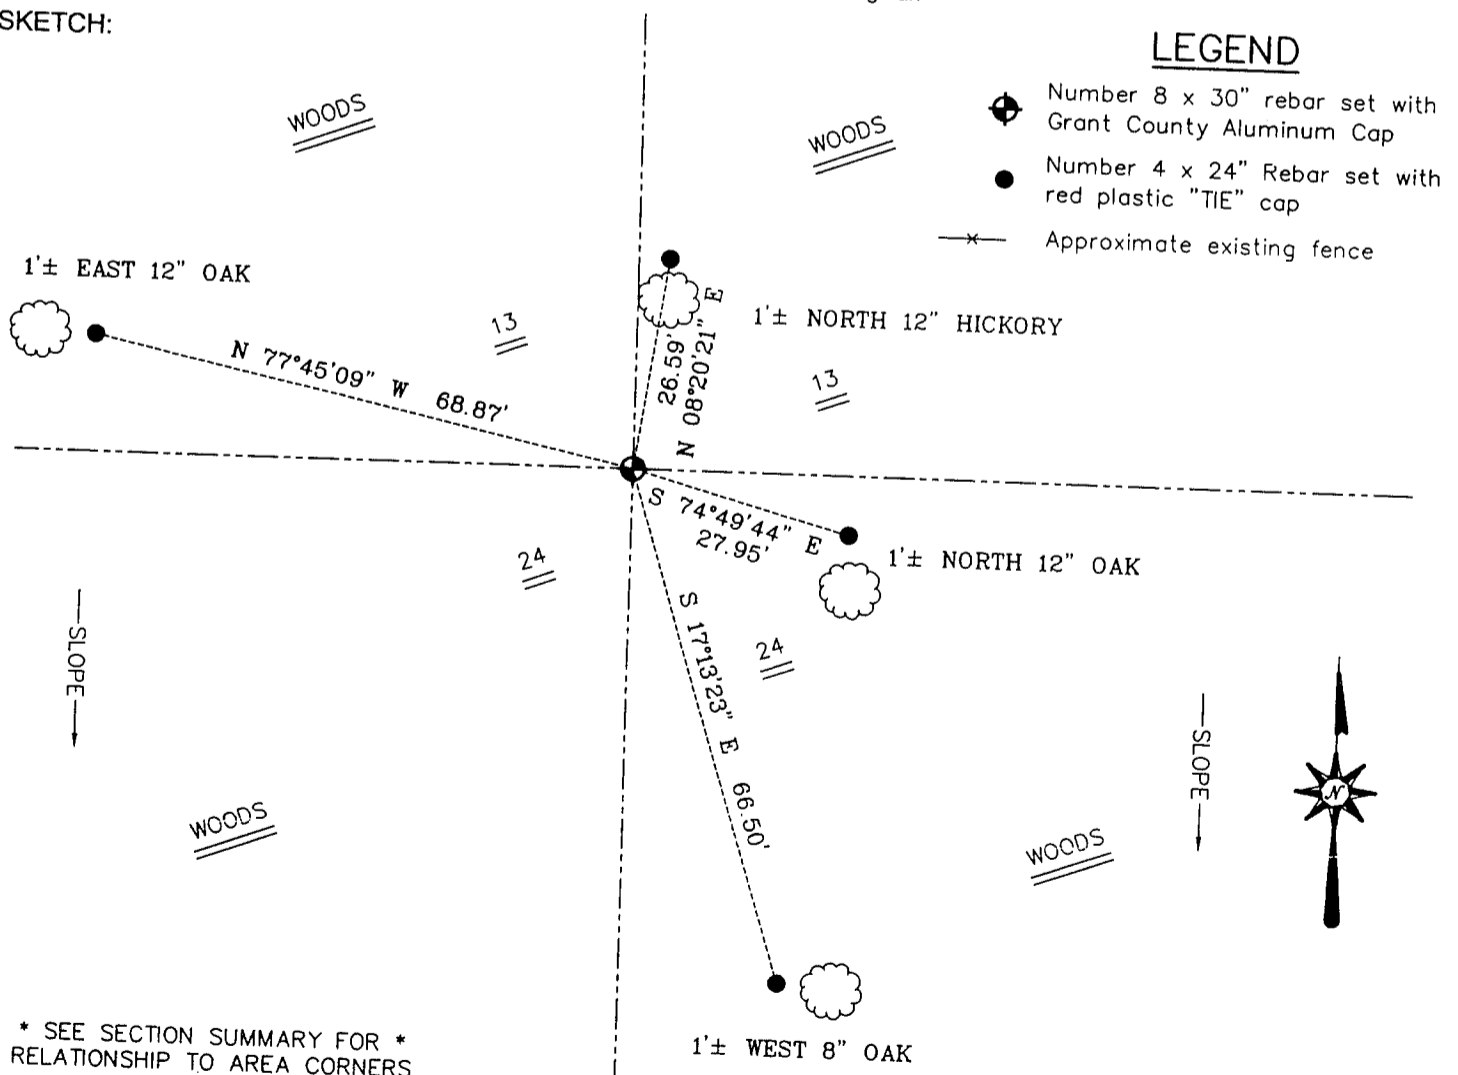 SKETCH:
LEGEND
Number 8 x 30" rebar set with
Grant County Aluminum Cap
Number 4 x 24" Rebar set with
red plastic "TIE" cap
Approximate existing fence
WOODS
WOODS
1'± EAST 12" OAK
13
1'± NORTH 12" HICKORY
13
N 77°45'09" W 68.87'
26.59'
N 08°20'21" E
S 74°49'44" E
27.95'
1'± NORTH 12" OAK
24
24
S 17°13'23" E 66.50'
SLOPE
SLOPE
N
WOODS
WOODS
1'± WEST 8" OAK
* SEE SECTION SUMMARY FOR *
RELATIONSHIP TO AREA CORNERS